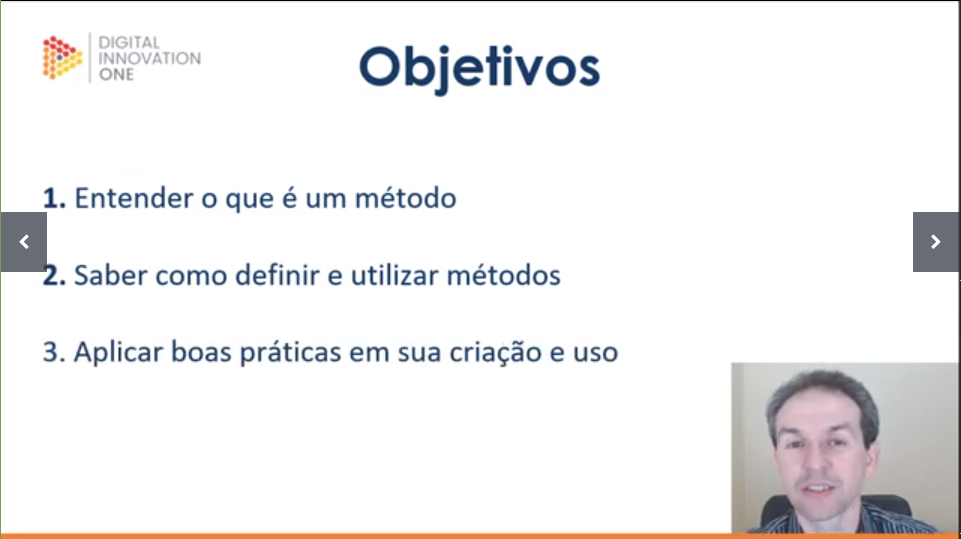 DIGITAL
INNOVATION
ONE
Objetivos
1. Entender o que é um método
2. Saber como definir e utilizar métodos
3. Aplicar boas práticas em sua criação e uso